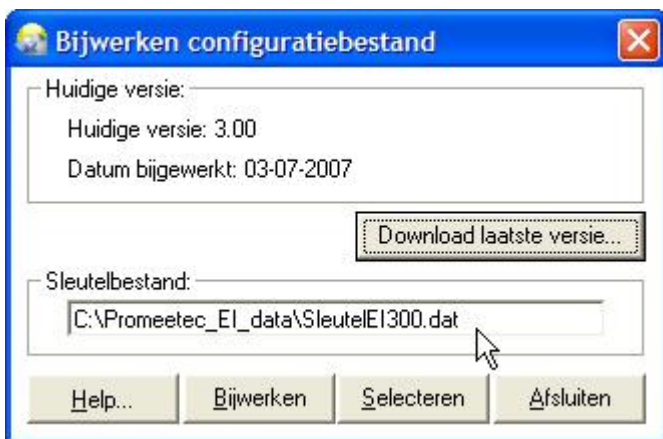 Bijwerken configuratiebestand
Huidige versie:
Huidige versie: 3.00
Datum bijgewerkt: 03-07-2007
Download laatste versie...
Sleutelbestand:
C:\Promeetec_EI_data\SleutelEI300.dat
Help... Bijwerken Selecteren Afsluiten